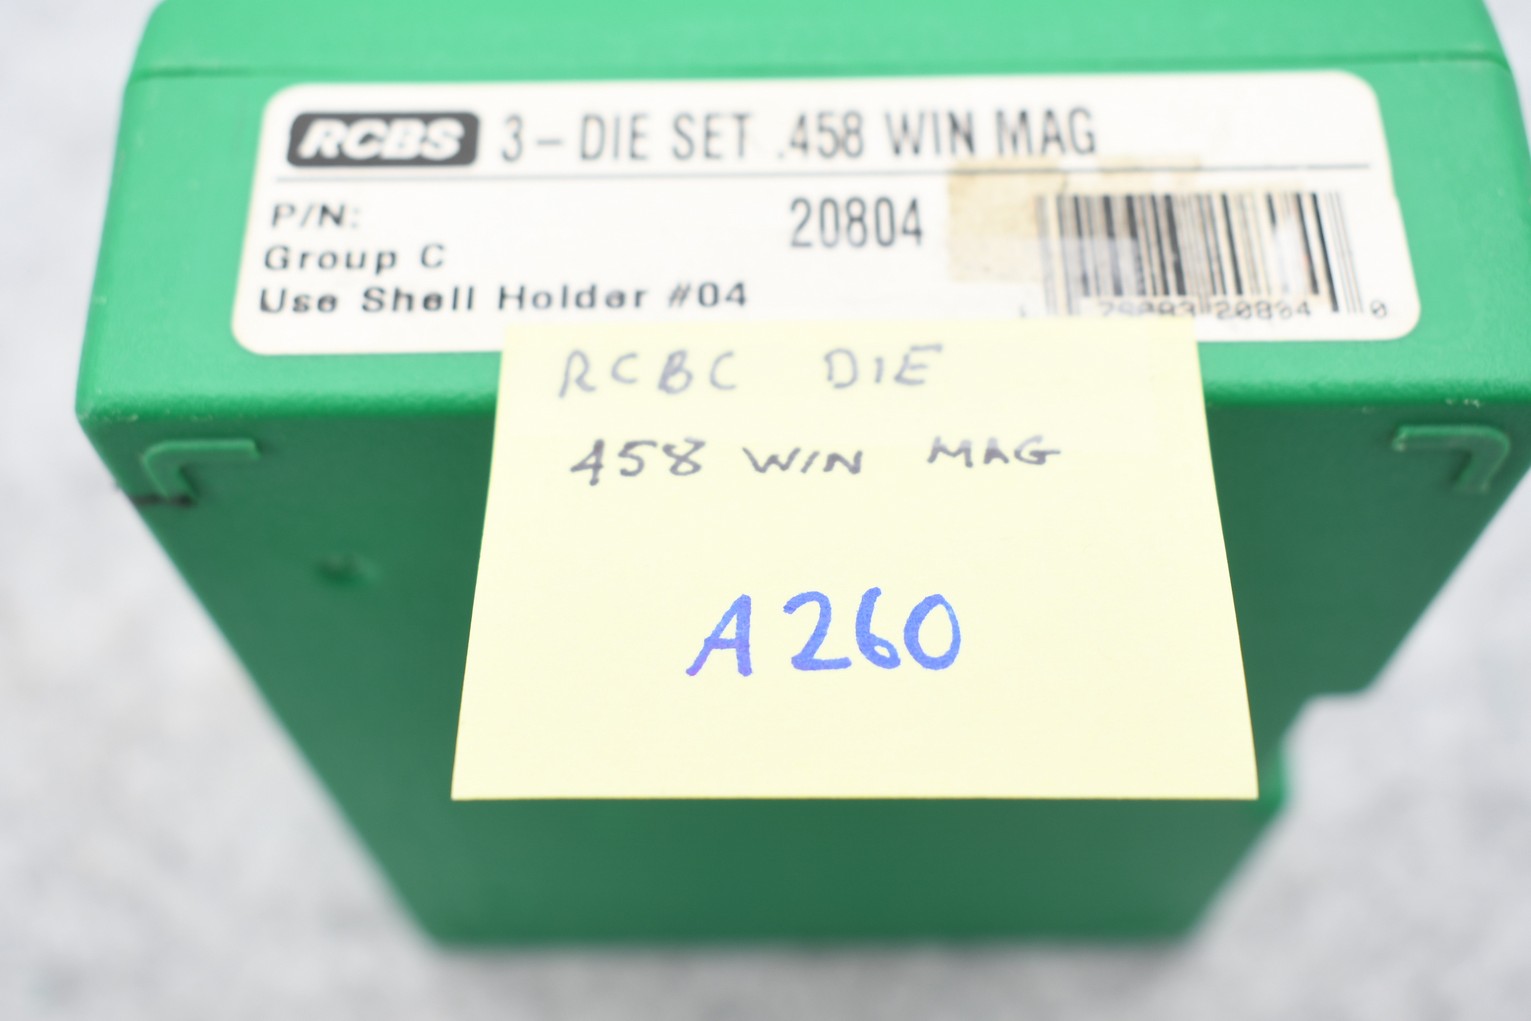 RCBS 3-DIE SET .458 WIN MAG
P/N: 20804
Group C
Use Shell Holder #04
RCBC DIE
458 WIN MAG
A260